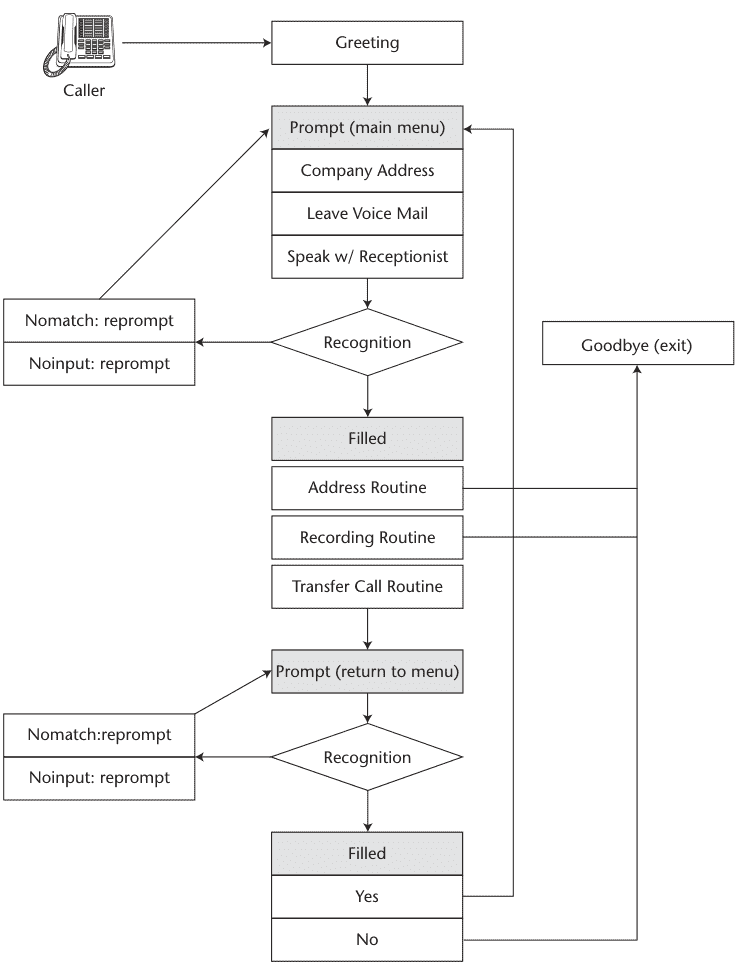 Greeting
Caller
Prompt (main menu)
Company Address
Leave Voice Mail
Speak w/ Receptionist
Nomatch: reprompt
Noinput: reprompt
Recognition
Goodbye (exit)
Filled
Address Routine
Recording Routine
Transfer Call Routine
Prompt (return to menu)
Nomatch:reprompt
Noinput: reprompt
Recognition
Filled
Yes
No